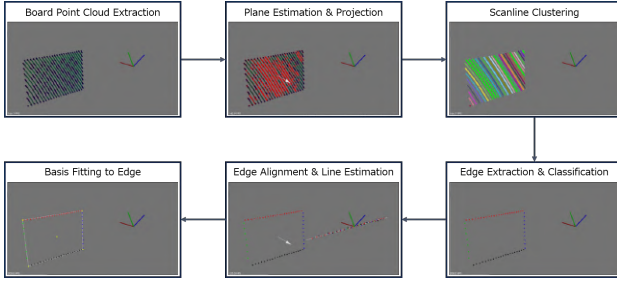 Board Point Cloud Extraction
Plane Estimation & Projection
Scanline Clustering
Edge Extraction & Classification
Edge Alignment & Line Estimation
Basis Fitting to Edge